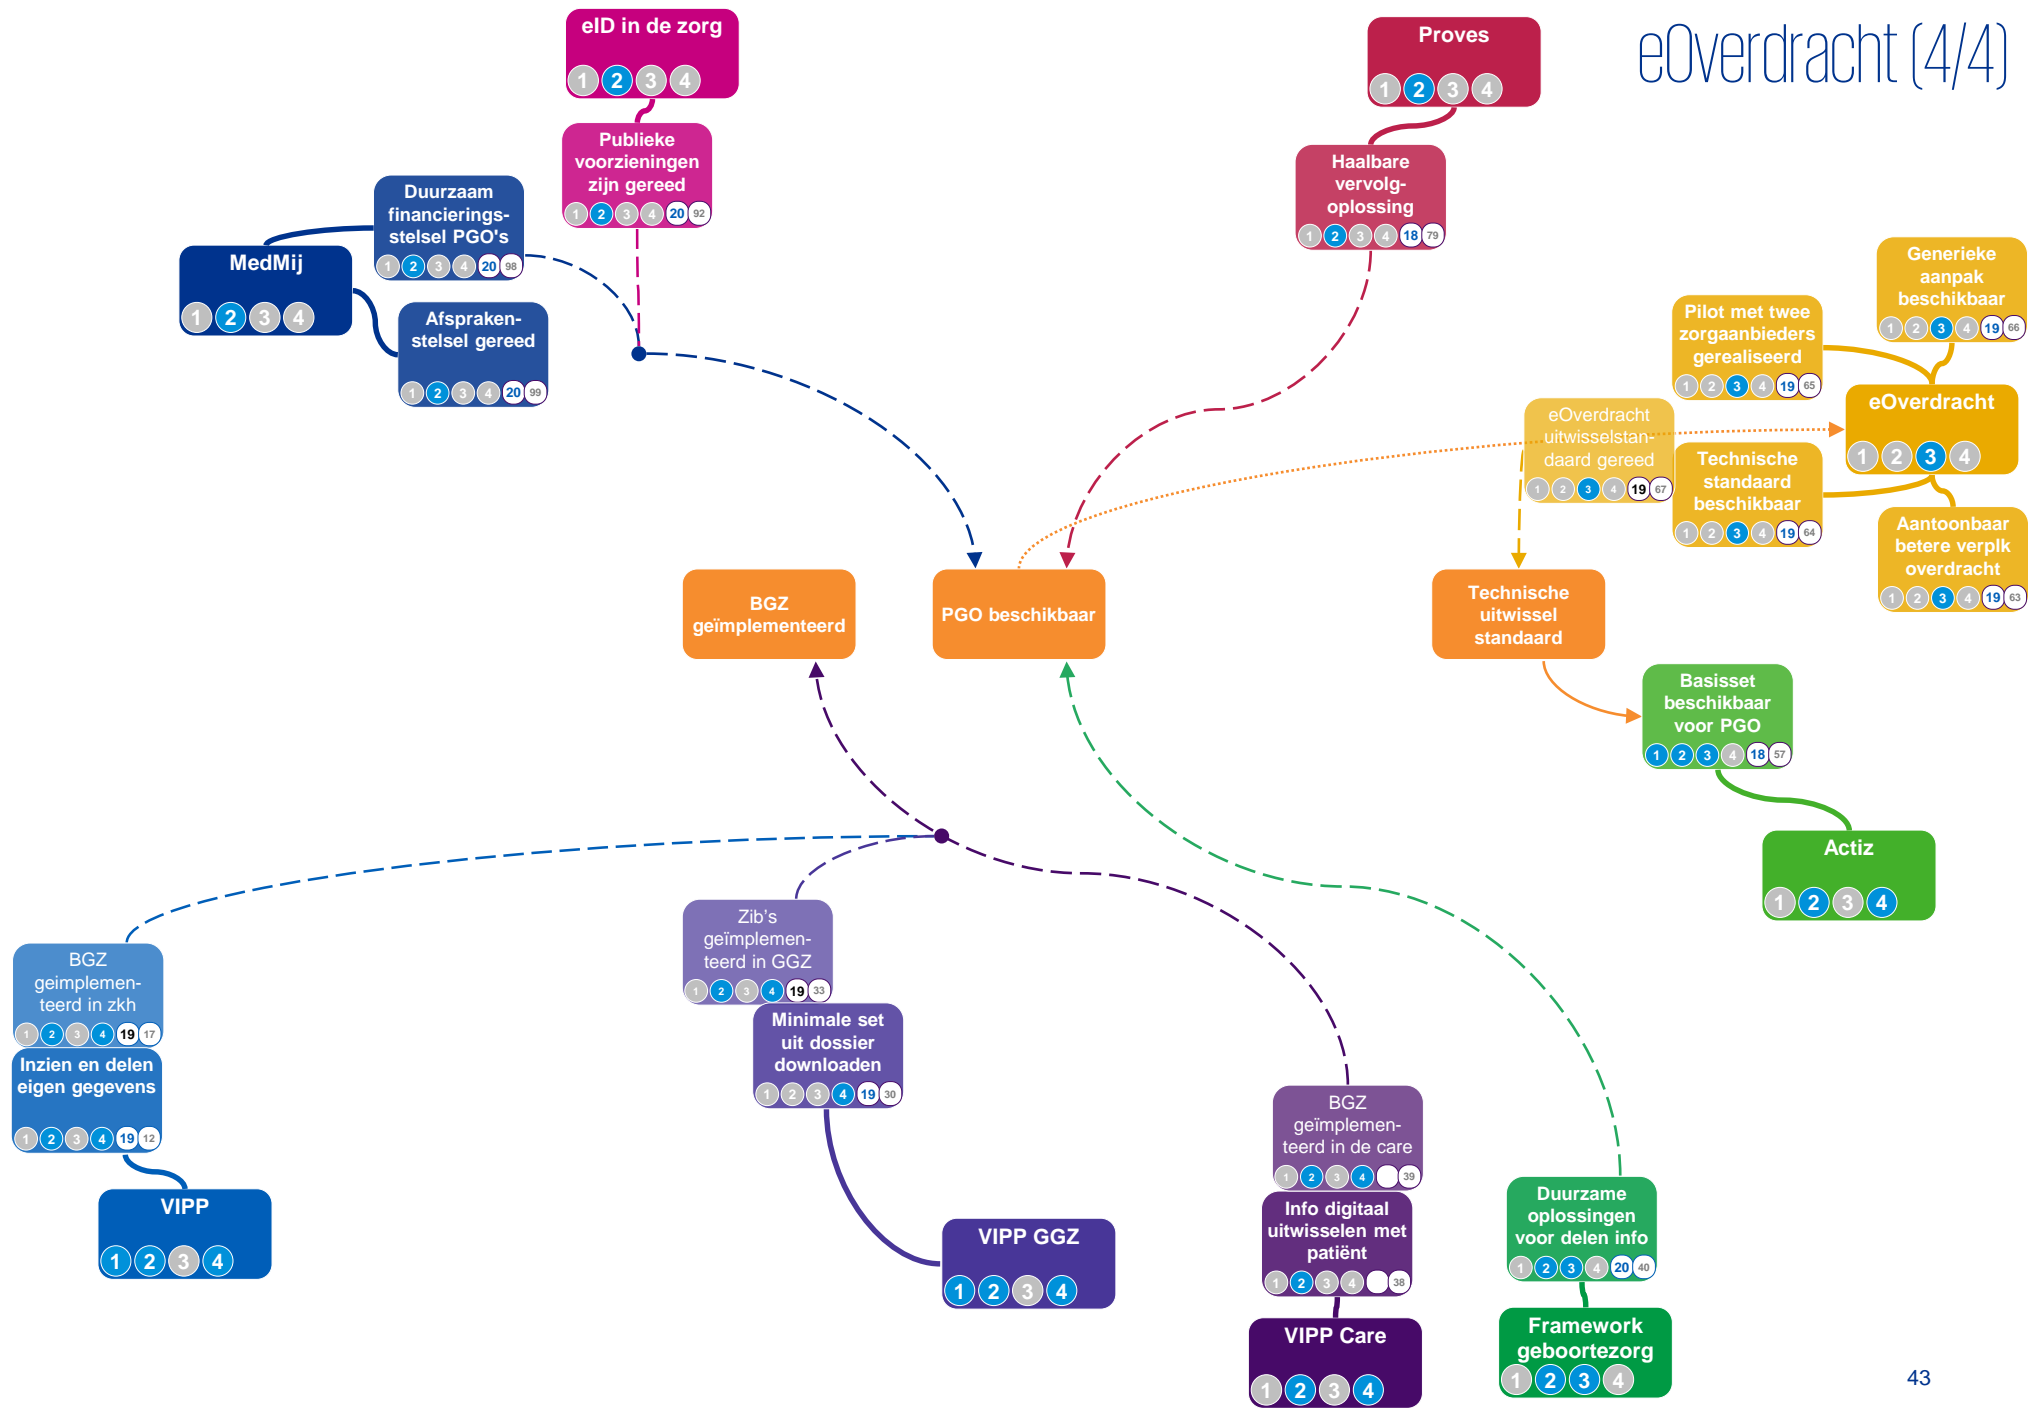 eOverdracht (4/4)
eID in de zorg
1 2 3 4
Publieke
voorzieningen
zijn gereed
1 2 3 4 20 92
Duurzaam
financierings-
stelsel PGO's
1 2 3 4 20 98
MedMij
1 2 3 4
Afspraken-
stelsel gereed
1 2 3 4 20 99
Proves
1 2 3 4
Haalbare
vervolg-
oplossing
1 2 3 4 18 79
Generieke
aanpak
beschikbaar
1 2 3 4 19 66
Pilot met twee
zorgaanbieders
gerealiseerd
1 2 3 4 19 65
eOverdracht
1 2 3 4
eOverdracht
uitwisselstan-
daard gereed
1 2 3 4 19 67
Technische
standaard
beschikbaar
1 2 3 4 19 64
Aantoonbaar
betere verplk
overdracht
1 2 3 4 19 63
BGZ
geïmplementeerd
PGO beschikbaar
Technische
uitwissel
standaard
Basisset
beschikbaar
voor PGO
1 2 3 4 18 57
Actiz
1 2 3 4
BGZ
geimplemen-
teerd in zkh
1 2 3 4 19 17
Inzien en delen
eigen gegevens
1 2 3 4 19 12
VIPP
1 2 3 4
Zib's
geïmplemen-
teerd in GGZ
1 2 3 4 19 33
Minimale set
uit dossier
downloaden
1 2 3 4 19 30
VIPP GGZ
1 2 3 4
BGZ
geïmplemen-
teerd in de care
1 2 3 4 39
Info digitaal
uitwisselen met
patiënt
1 2 3 4 38
VIPP Care
1 2 3 4
Duurzame
oplossingen
voor delen info
1 2 3 4 20 40
Framework
geboortezorg
1 2 3 4
43